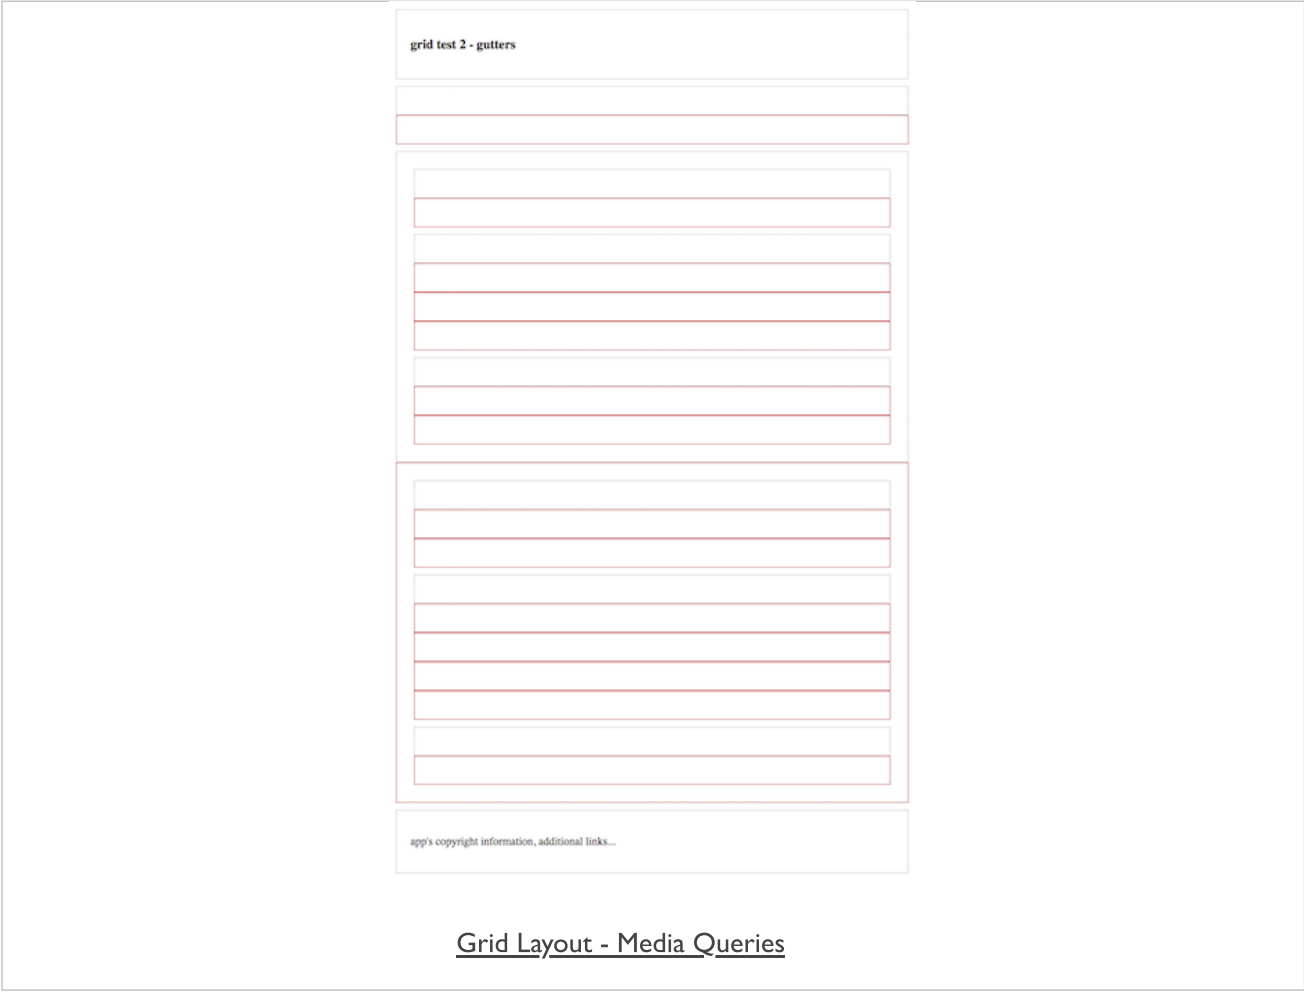 grid test 2 - gutters
app's copyright information, additional links...
Grid Layout - Media Queries